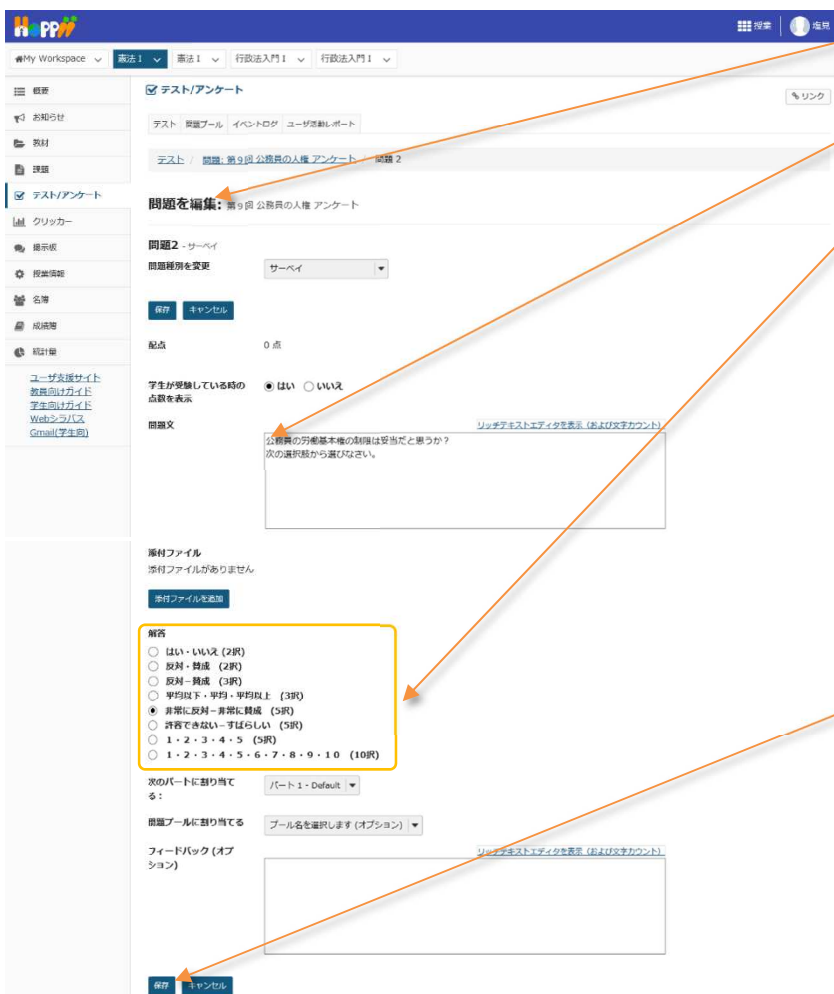 HoPPii
授業
塩見
My Workspace
憲法I
憲法I
行政法入門I
行政法入門I
概要
お知らせ
教材
課題
テスト/アンケート
クリッカー
掲示板
授業情報
名簿
成績簿
統計量
ユーザ支援サイト
教員向けガイド
学生向けガイド
Webシラバス
Gmail(学生向)
テスト/アンケート
リンク
テスト 問題プール イベントログ ユーザ活動レポート
テスト / 問題: 第9回 公務員の人権 アンケート / 問題 2
問題を編集: 第9回 公務員の人権 アンケート
問題2 - サーベイ
問題種別を変更 サーベイ
保存 キャンセル
配点 0 点
学生が受験している時の はい いいえ
点数を表示
問題文 リッチテキストエディタを表示 (および文字カウント)
公務員の労働基本権の制限は妥当だと思うか？
次の選択肢から選びなさい。
添付ファイル
添付ファイルがありません
添付ファイルを追加
解答
はい・いいえ (2択)
反対・賛成 (2択)
反対－賛成 (3択)
平均以下・平均・平均以上 (3択)
非常に反対－非常に賛成 (5択)
許容できない－すばらしい (5択)
1・2・3・4・5 (5択)
1・2・3・4・5・6・7・8・9・10 (10択)
次のパートに割り当て パート 1 - Default
る：
問題プールに割り当てる プール名を選択します (オプション)
フィードバック (オプ リッチテキストエディタを表示 (および文字カウント)
ション)
保存 キャンセル